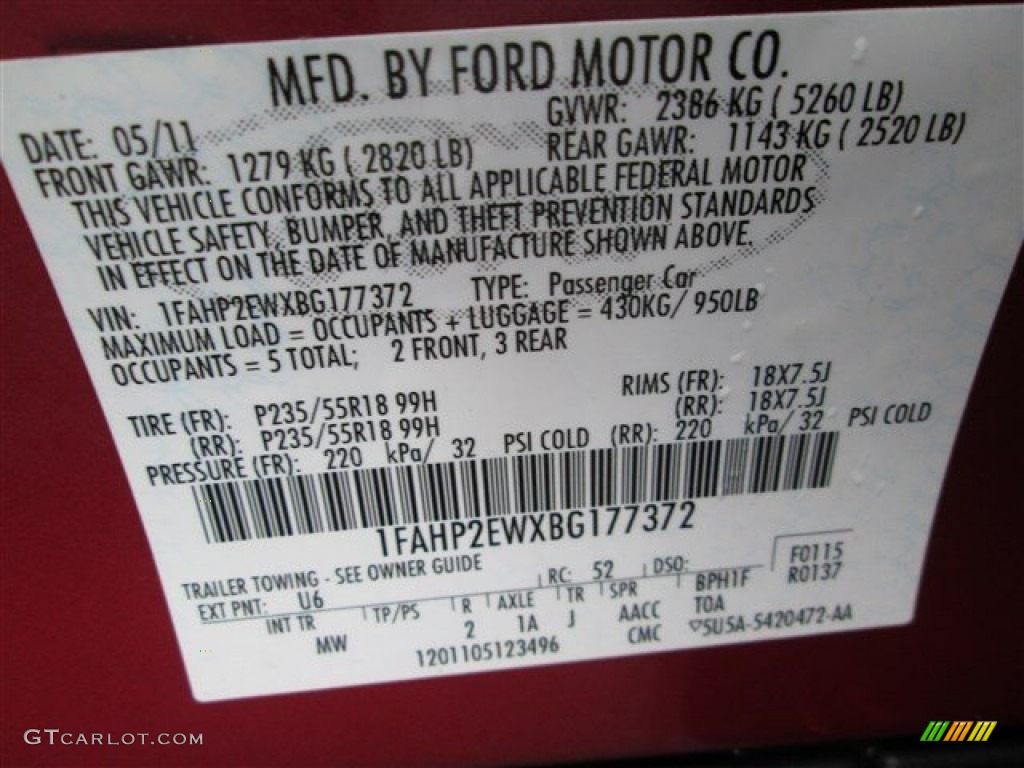 MFD. BY FORD MOTOR CO.
DATE: 05/11 GVWR: 2386 KG ( 5260 LB)
FRONT GAWR: 1279 KG ( 2820 LB) REAR GAWR: 1143 KG ( 2520 LB)
THIS VEHICLE CONFORMS TO ALL APPLICABLE FEDERAL MOTOR
VEHICLE SAFETY, BUMPER, AND THEFT PREVENTION STANDARDS
IN EFFECT ON THE DATE OF MANUFACTURE SHOWN ABOVE.
VIN: 1FAHP2EWXBG177372 TYPE: Passenger Car
MAXIMUM LOAD = OCCUPANTS + LUGGAGE = 430KG/ 950LB
OCCUPANTS = 5 TOTAL; 2 FRONT, 3 REAR
TIRE (FR): P235/55R18 99H RIMS (FR): 18X7.5J
(RR): P235/55R18 99H (RR): 18X7.5J
PRESSURE (FR): 220 kPa/ 32 PSI COLD (RR): 220 kPa/ 32 PSI COLD
1FAHP2EWXBG177372
TRAILER TOWING - SEE OWNER GUIDE
EXT PNT: U6 RC: 52 DSO: F0115
R0137
INT TR TP/PS R AXLE TR SPR BPH1F
MW 2 1A J AACC TOA
CMC ▽5U5A-5420472-AA
1201105123496
GTCARLOT.COM